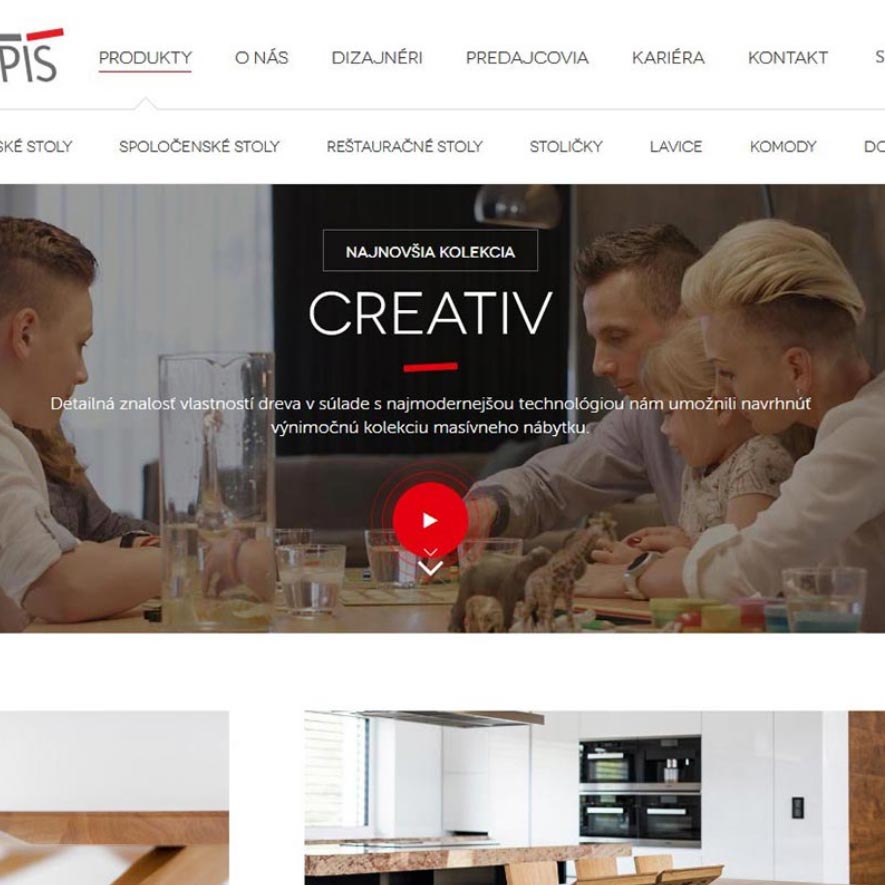 PIS
PRODUKTY O NÁS DIZAJNÉRI PREDAJCOVIA KARIÉRA KONTAKT S
SKÉ STOLY SPOLOČENSKÉ STOLY REŠTAURAČNÉ STOLY STOLIČKY LAVICE KOMODY DO
NAJNOVŠIA KOLEKCIA
CREATIV
Detailná znalosť vlastností dreva v súlade s najmodernejšou technológiou nám umožnili navrhnúť
výnimočnú kolekciu masívneho nábytku.